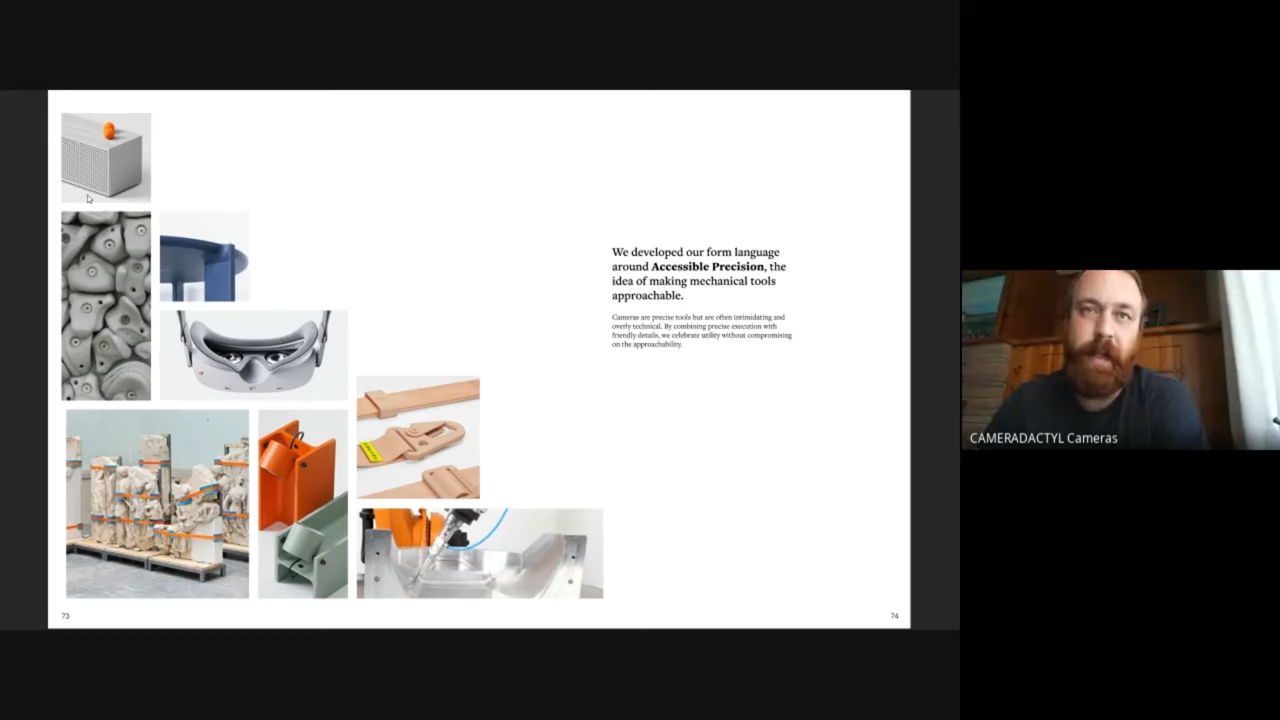 We developed our form language
around Accessible Precision, the
idea of making mechanical tools
approachable.
Cameras are precise tools but are often intimidating and
overly technical. By combining precise execution with
friendly details, we celebrate utility without compromising
on the approachability.
73
74
CAMERADACTYL Cameras